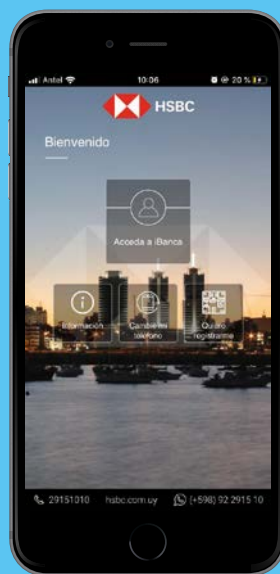 Antel 10:06 20 %
HSBC
Bienvenido
Acceda a iBanca
Información
Cambié mi
teléfono
Quiero
registrarme
29151010 hsbc.com.uy (+598) 92 2915 10